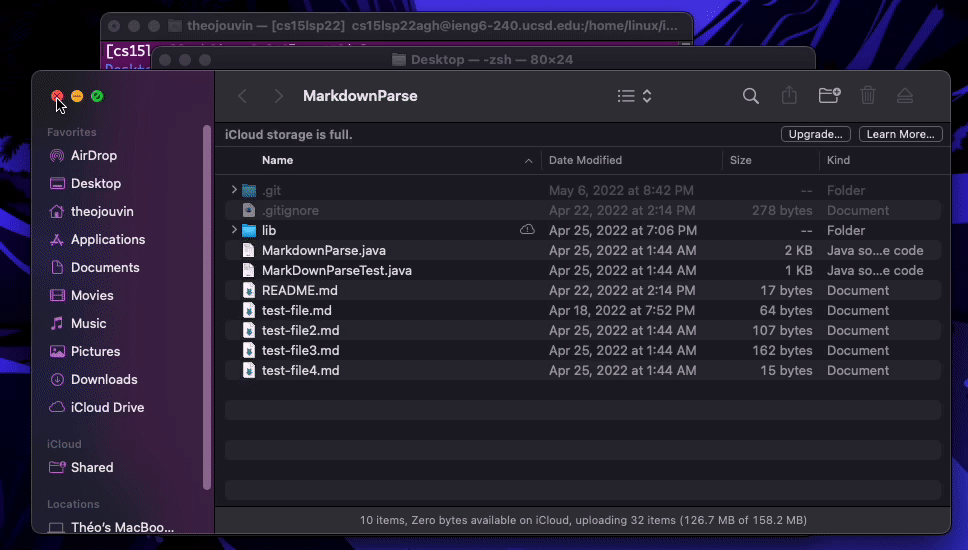 theojouvin — [cs15lsp22] cs15lsp22agh@ieng6-240.ucsd.edu:/home/linux/i...
[cs15l
Desktop — -zsh — 80×24
MarkdownParse
iCloud storage is full.
Upgrade...
Learn More...
Favorites
AirDrop
Desktop
theojouvin
Applications
Documents
Movies
Music
Pictures
Downloads
iCloud Drive
iCloud
Shared
Locations
Théo’s MacBoo...
Name Date Modified Size Kind
.git May 6, 2022 at 8:42 PM -- Folder
.gitignore Apr 22, 2022 at 2:14 PM 278 bytes Document
lib Apr 25, 2022 at 7:06 PM -- Folder
MarkdownParse.java Apr 25, 2022 at 1:44 AM 2 KB Java so...e code
MarkDownParseTest.java Apr 25, 2022 at 1:44 AM 1 KB Java so...e code
README.md Apr 22, 2022 at 2:14 PM 17 bytes Document
test-file.md Apr 18, 2022 at 7:52 PM 64 bytes Document
test-file2.md Apr 25, 2022 at 1:44 AM 107 bytes Document
test-file3.md Apr 25, 2022 at 1:44 AM 162 bytes Document
test-file4.md Apr 25, 2022 at 1:44 AM 15 bytes Document
10 items, Zero bytes available on iCloud, uploading 32 items (126.7 MB of 158.2 MB)